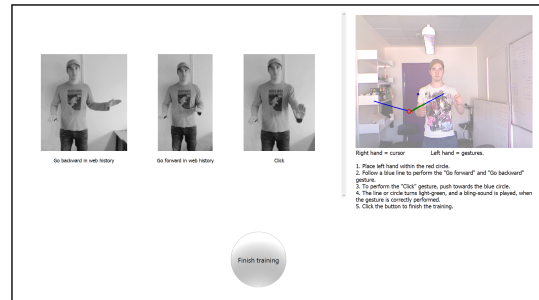 Go backward in web history
Go forward in web history
Click
Right hand = cursor
Left hand = gestures.
1. Place left hand within the red circle.
2. Follow a blue line to perform the "Go forward" and "Go backward"
gesture.
3. To perform the "Click" gesture, push towards the blue circle.
4. The line or circle turns light-green, and a bling-sound is played, when
the gesture is correctly performed.
5. Click the button to finish the training.
Finish training